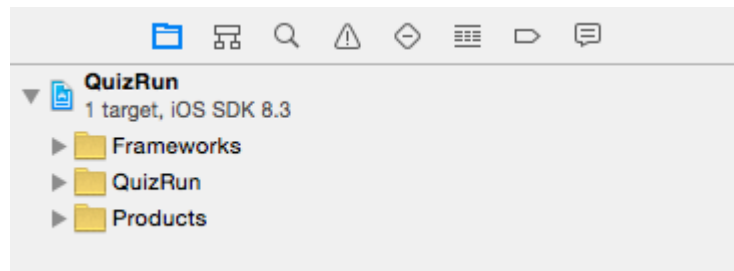 QuizRun
1 target, iOS SDK 8.3
Frameworks
QuizRun
Products